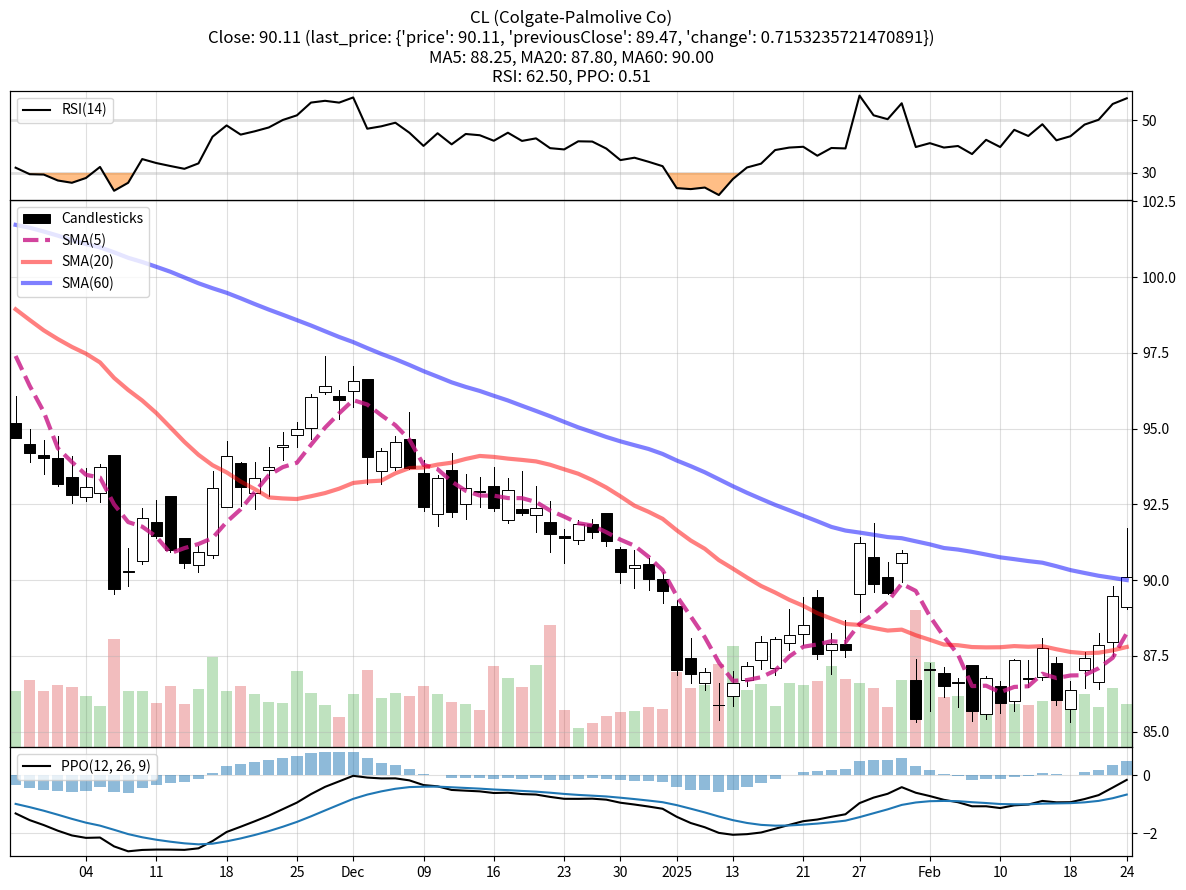 CL (Colgate-Palmolive Co)
Close: 90.11 (last_price: {'price': 90.11, 'previousClose': 89.47, 'change': 0.7153235721470891})
MA5: 88.25, MA20: 87.80, MA60: 90.00
RSI: 62.50, PPO: 0.51
RSI(14)
50
30
102.5
Candlesticks
SMA(5)
SMA(20)
SMA(60)
100.0
97.5
95.0
92.5
90.0
87.5
85.0
PPO(12, 26, 9)
0
−2
04 11 18 25 Dec 09 16 23 30 2025 13 21 27 Feb 10 18 24